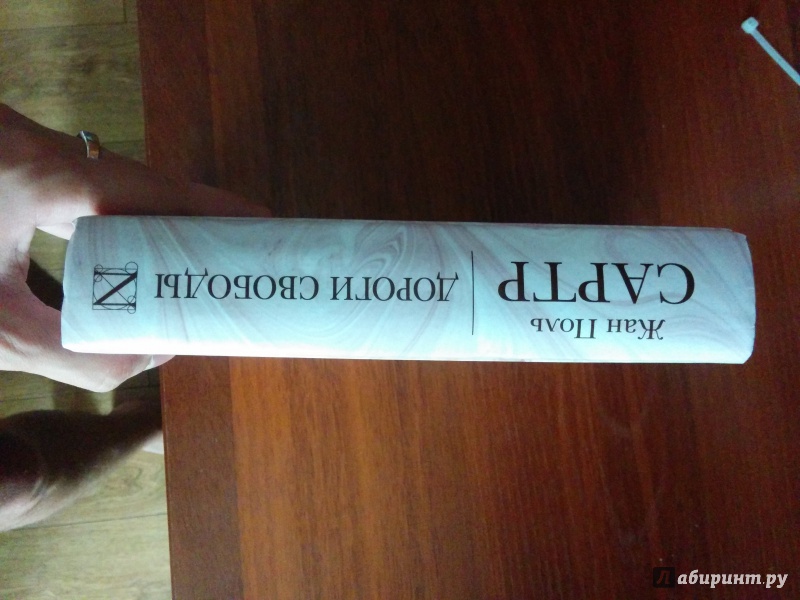 Жан Поль
САРТР
ДОРОГИ СВОБОДЫ
N
Лабиринт.ру